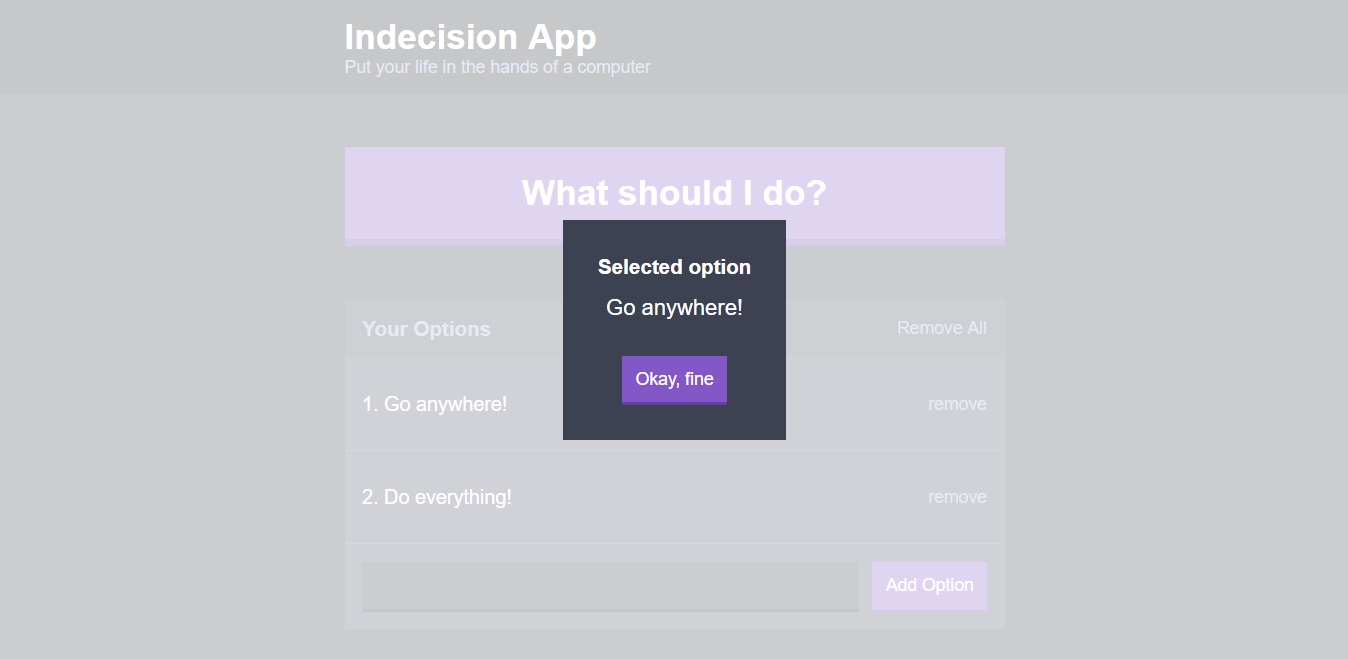 Indecision App
Put your life in the hands of a computer
What should I do?
Selected option
Go anywhere!
Okay, fine
Your Options
Remove All
1. Go anywhere!
remove
2. Do everything!
remove
Add Option